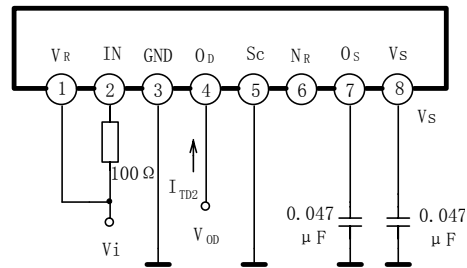 VR IN GND OD Sc NR OS Vs
1 2 3 4 5 6 7 8
Vs
100Ω
ITD2
Vi
VOD
0.047
μF
0.047
μF